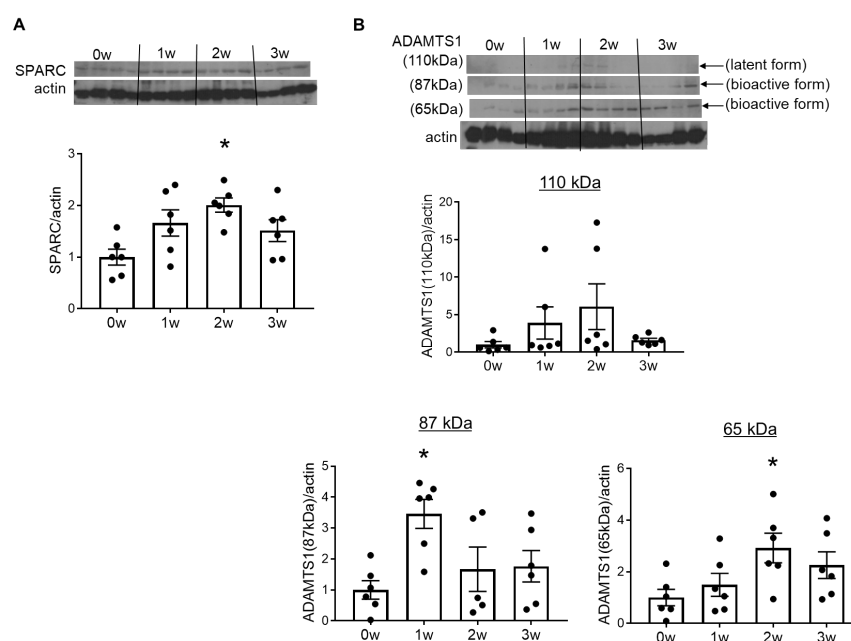 A
0w 1w 2w 3w
SPARC
actin
*
3
2
1
0
SPARC/actin
0w 1w 2w 3w
B
ADAMTS1 0w 1w 2w 3w
(110kDa) (latent form)
(87kDa) (bioactive form)
(65kDa) (bioactive form)
actin
110 kDa
20
15
10
5
0
ADAMTS1(110kDa)/actin
0w 1w 2w 3w
87 kDa
*
5
4
3
2
1
0
ADAMTS1(87kDa)/actin
0w 1w 2w 3w
65 kDa
*
6
4
2
0
ADAMTS1(65kDa)/actin
0w 1w 2w 3w